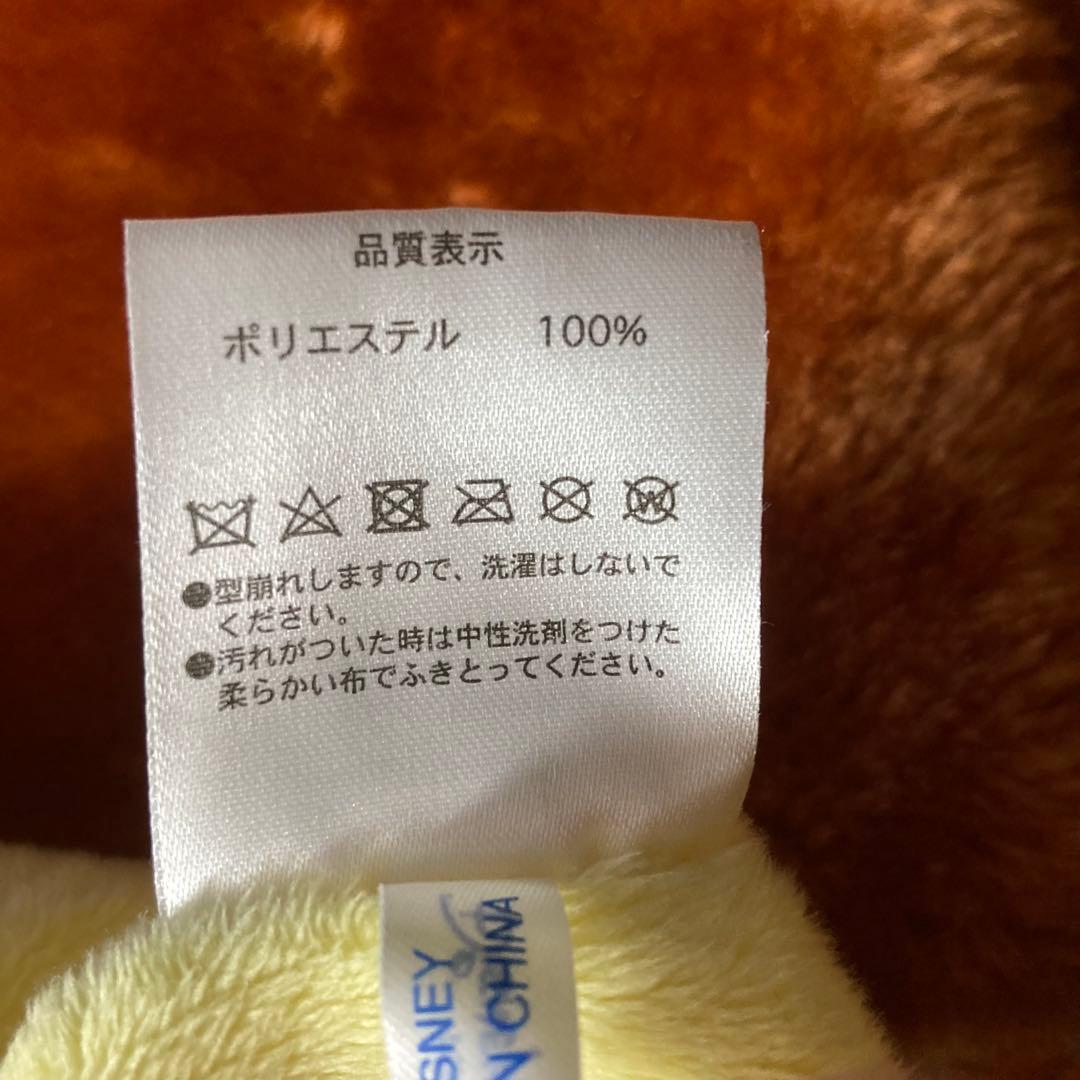 品質表示
ポリエステル 100%
W
●型崩れしますので、洗濯はしないで
ください。
●汚れがついた時は中性洗剤をつけた
柔らかい布でふきとってください。
SNEY
N CHINA